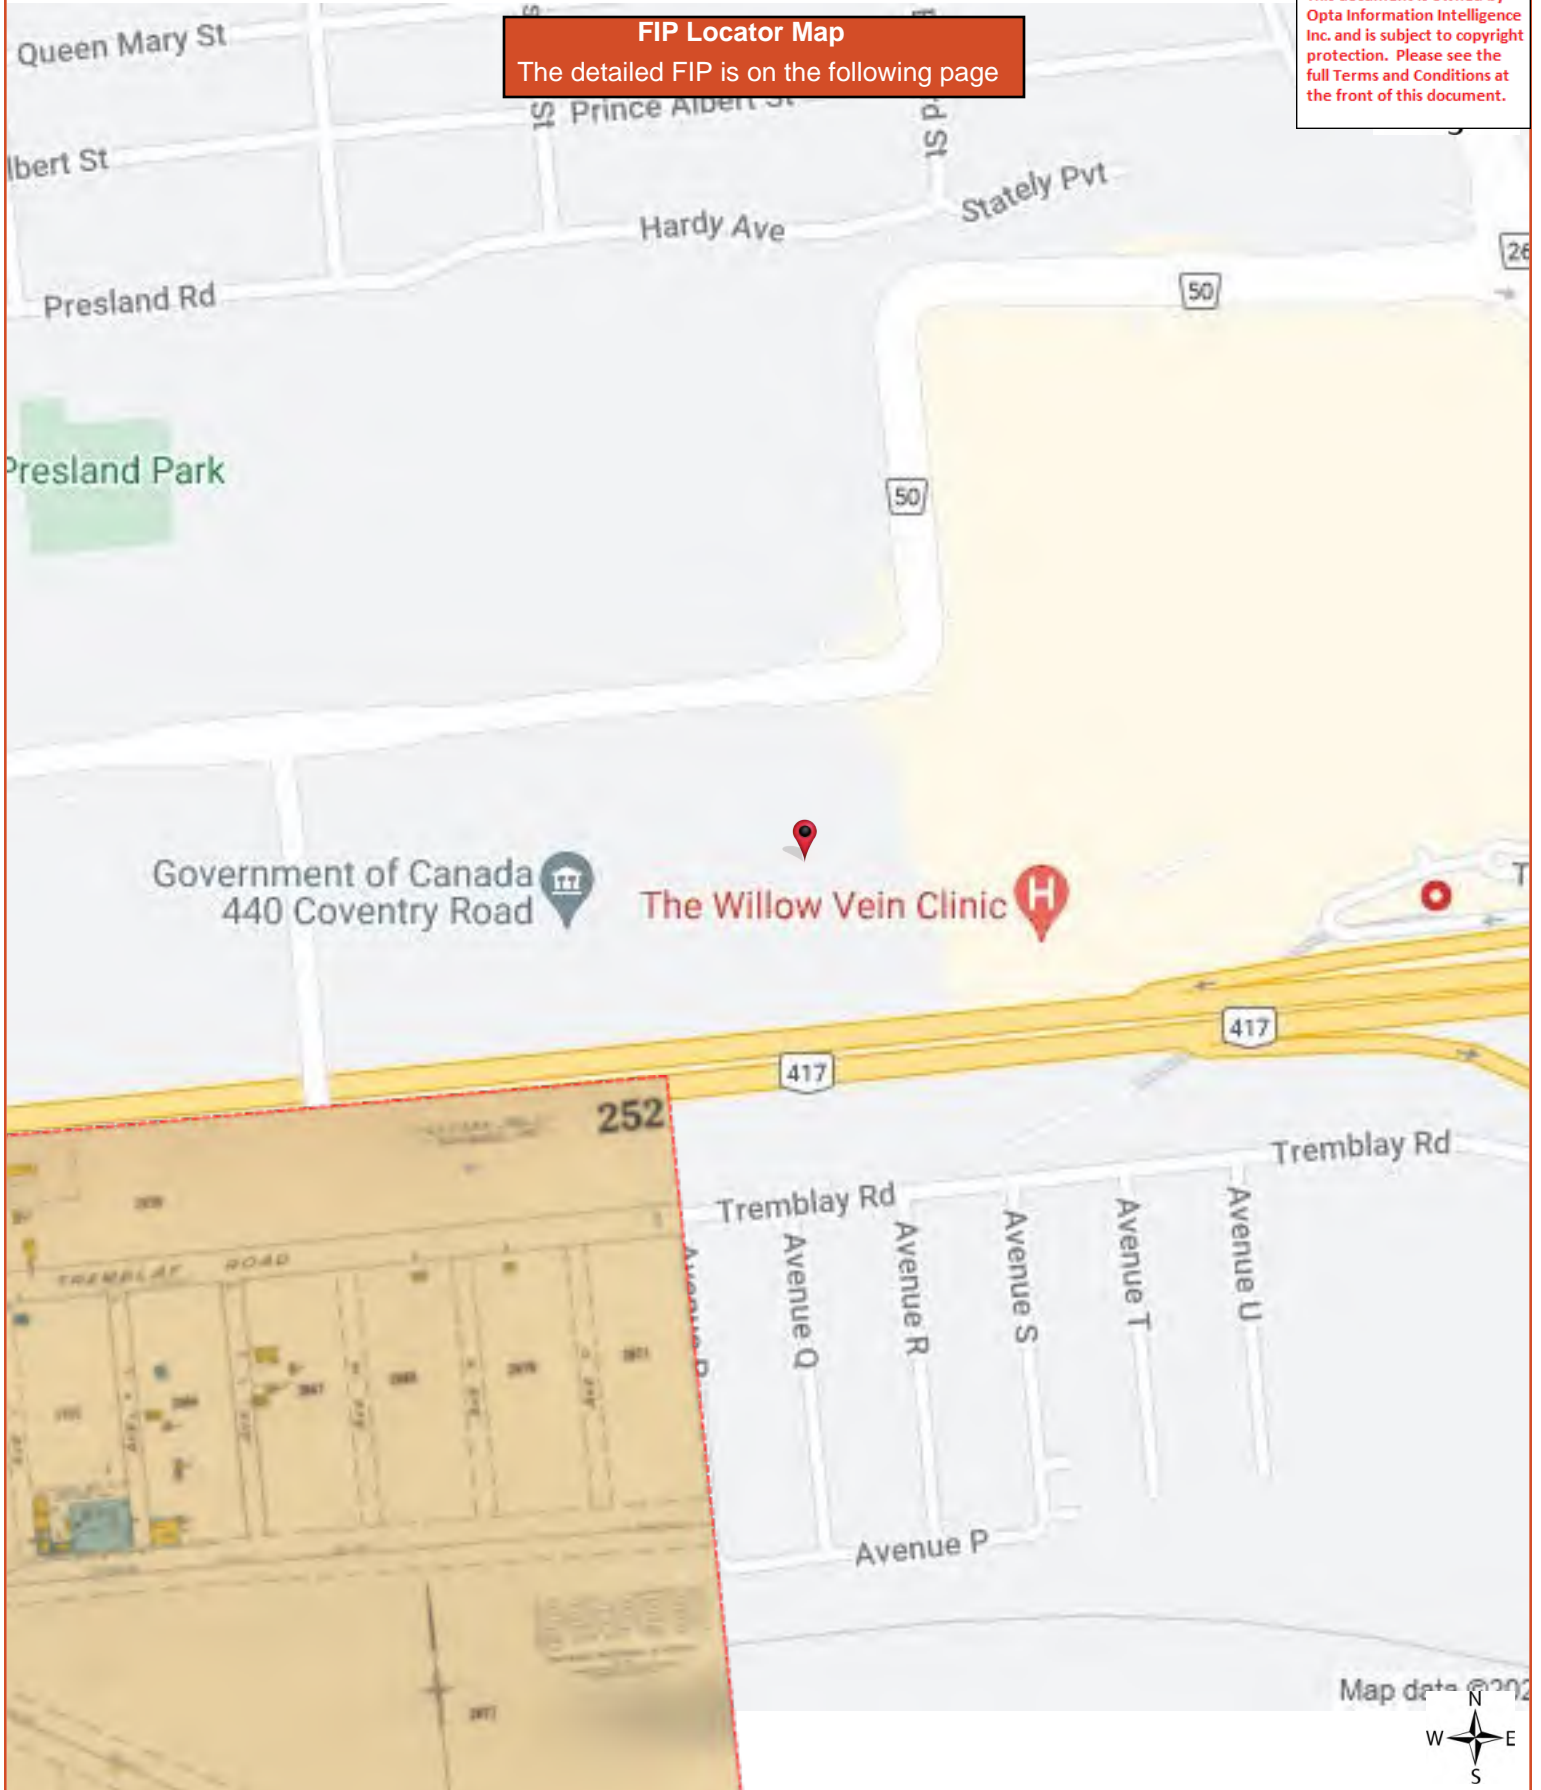 FIP Locator Map
The detailed FIP is on the following page
Opta Information Intelligence
Inc. and is subject to copyright
protection. Please see the
full Terms and Conditions at
the front of this document.
Queen Mary St
St
Prince Albert St
rd St
lbert St
Stately Pvt
Hardy Ave
26
50
Presland Rd
Presland Park
50
Government of Canada
440 Coventry Road
The Willow Vein Clinic
H
T
417
417
252
Tremblay Rd
Tremblay Rd
TREMBLAY ROAD
Avenue P
Avenue Q
Avenue R
Avenue S
Avenue T
Avenue U
Avenue P
Map data ©202
N
W E
S